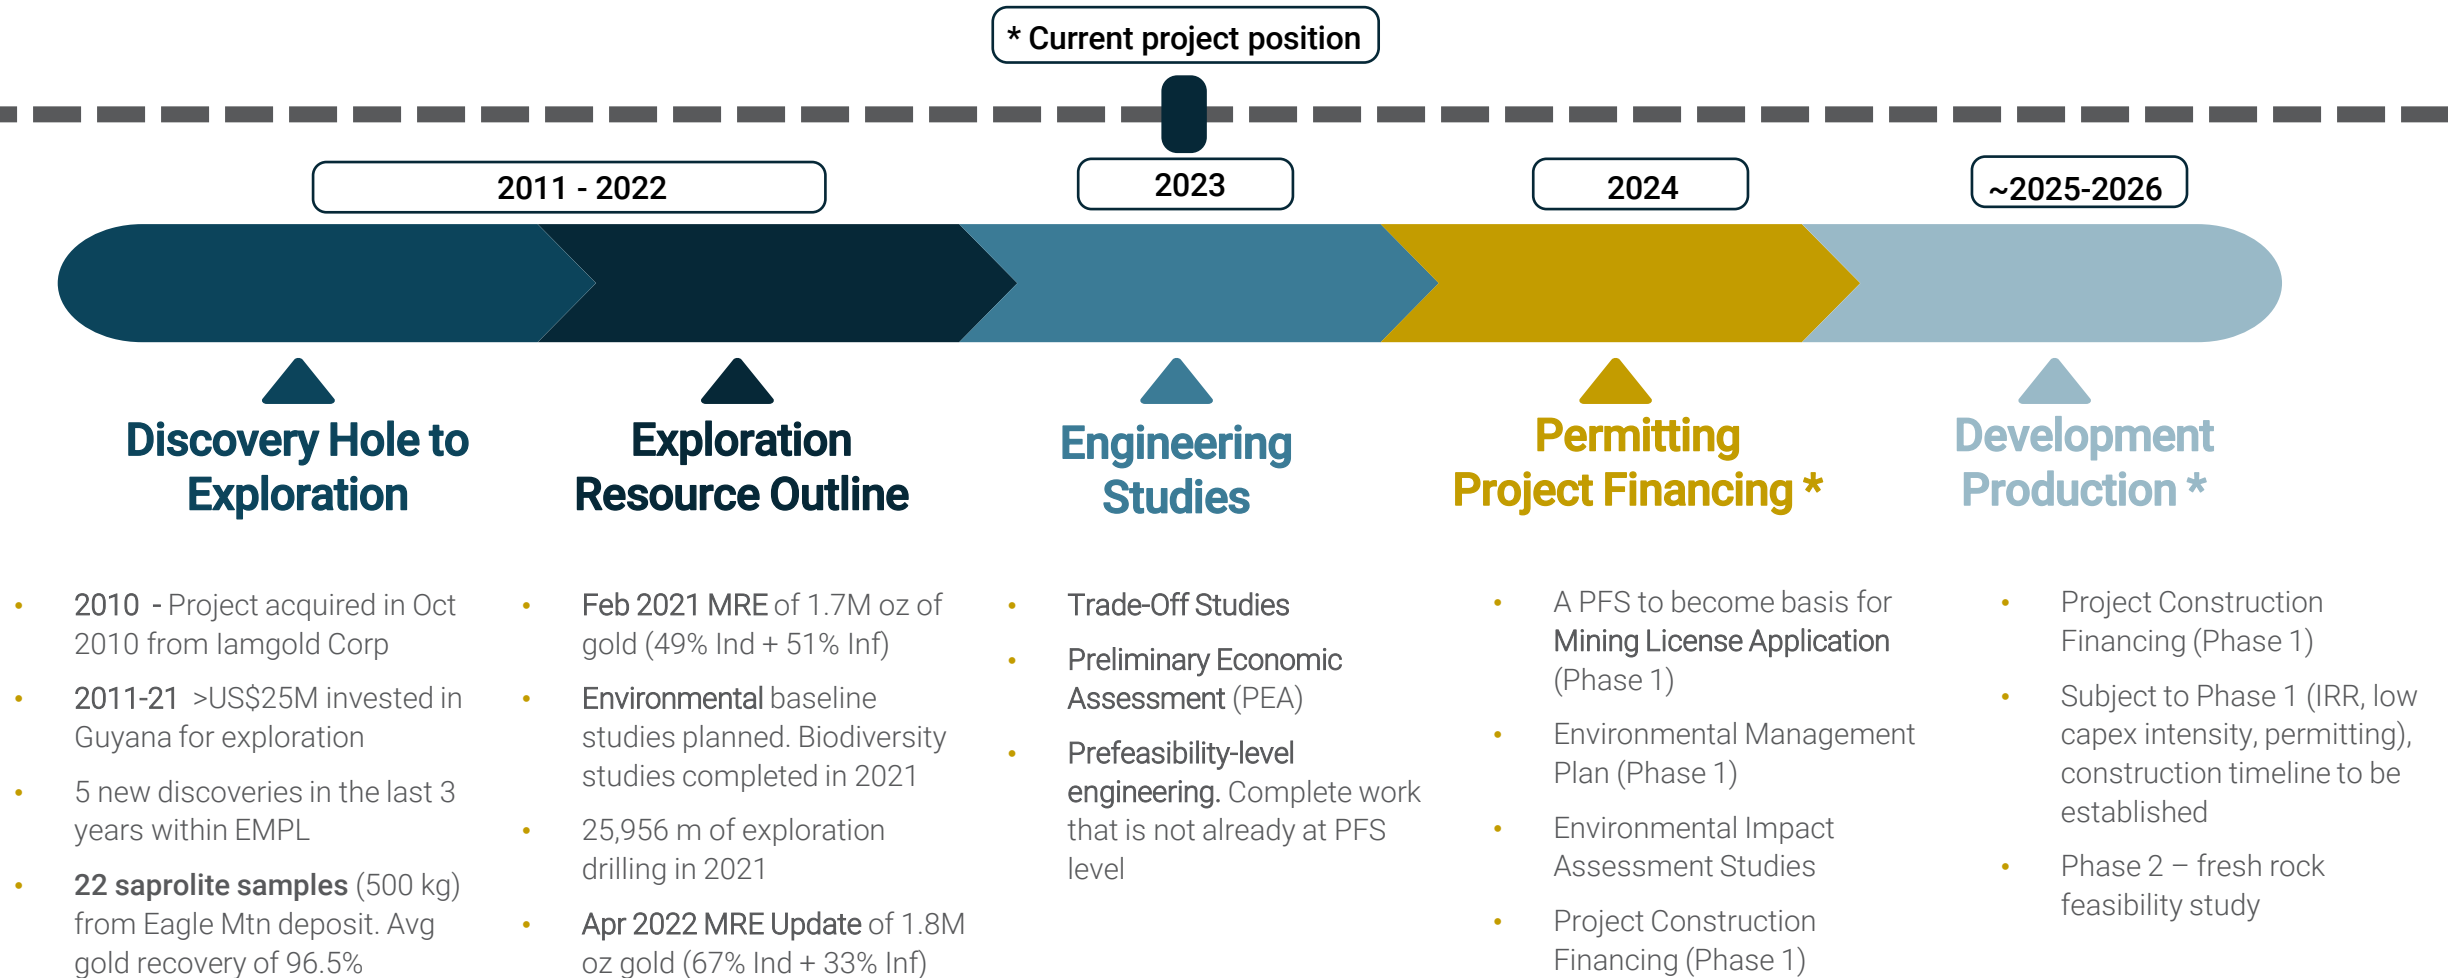 * Current project position
2011 - 2022
2023
2024
~2025-2026
Discovery Hole to
Exploration
Exploration
Resource Outline
Engineering
Studies
Permitting
Project Financing *
Development
Production *
• 2010 - Project acquired in Oct
2010 from Iamgold Corp
• 2011-21 >US$25M invested in
Guyana for exploration
• 5 new discoveries in the last 3
years within EMPL
• 22 saprolite samples (500 kg)
from Eagle Mtn deposit. Avg
gold recovery of 96.5%
• Feb 2021 MRE of 1.7M oz of
gold (49% Ind + 51% Inf)
• Environmental baseline
studies planned. Biodiversity
studies completed in 2021
• 25,956 m of exploration
drilling in 2021
• Apr 2022 MRE Update of 1.8M
oz gold (67% Ind + 33% Inf)
• Trade-Off Studies
• Preliminary Economic
Assessment (PEA)
• Prefeasibility-level
engineering. Complete work
that is not already at PFS
level
• A PFS to become basis for
Mining License Application
(Phase 1)
• Environmental Management
Plan (Phase 1)
• Environmental Impact
Assessment Studies
• Project Construction
Financing (Phase 1)
• Project Construction
Financing (Phase 1)
• Subject to Phase 1 (IRR, low
capex intensity, permitting),
construction timeline to be
established
• Phase 2 – fresh rock
feasibility study